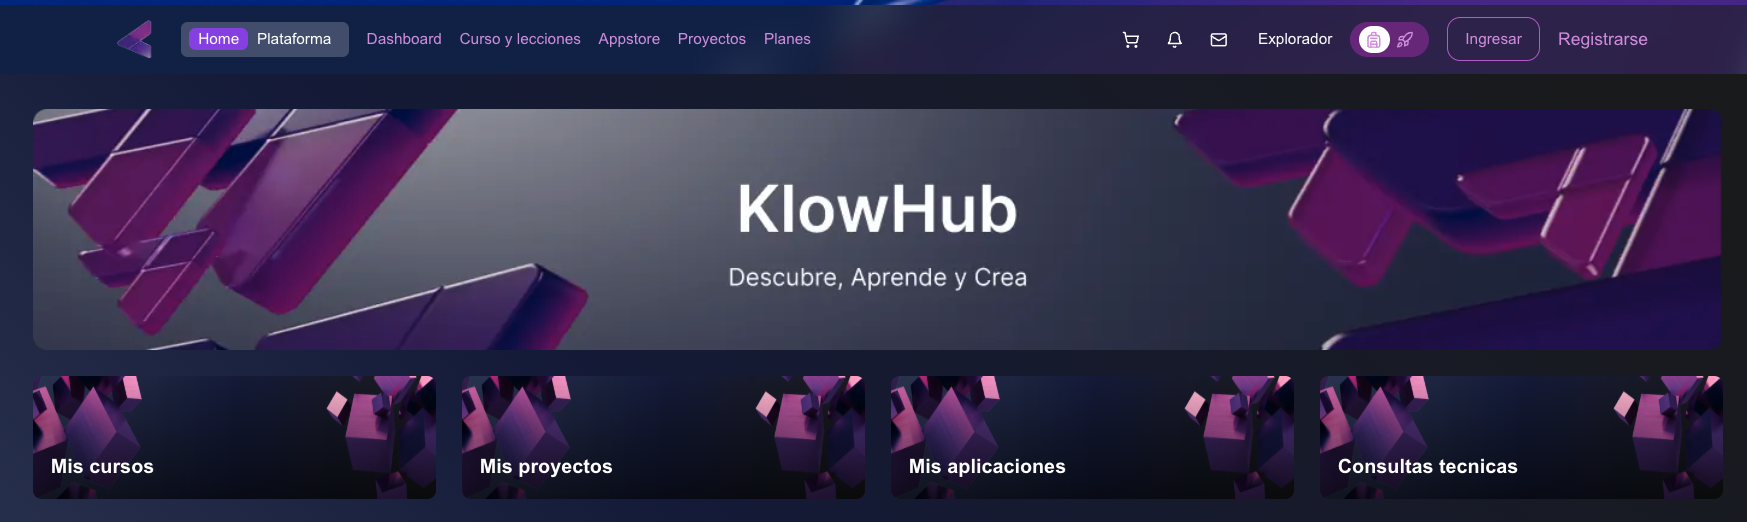 Home Plataforma Dashboard Curso y lecciones Appstore Proyectos Planes Explorador Ingresar Registrarse
KlowHub
Descubre, Aprende y Crea
Mis cursos Mis proyectos Mis aplicaciones Consultas tecnicas